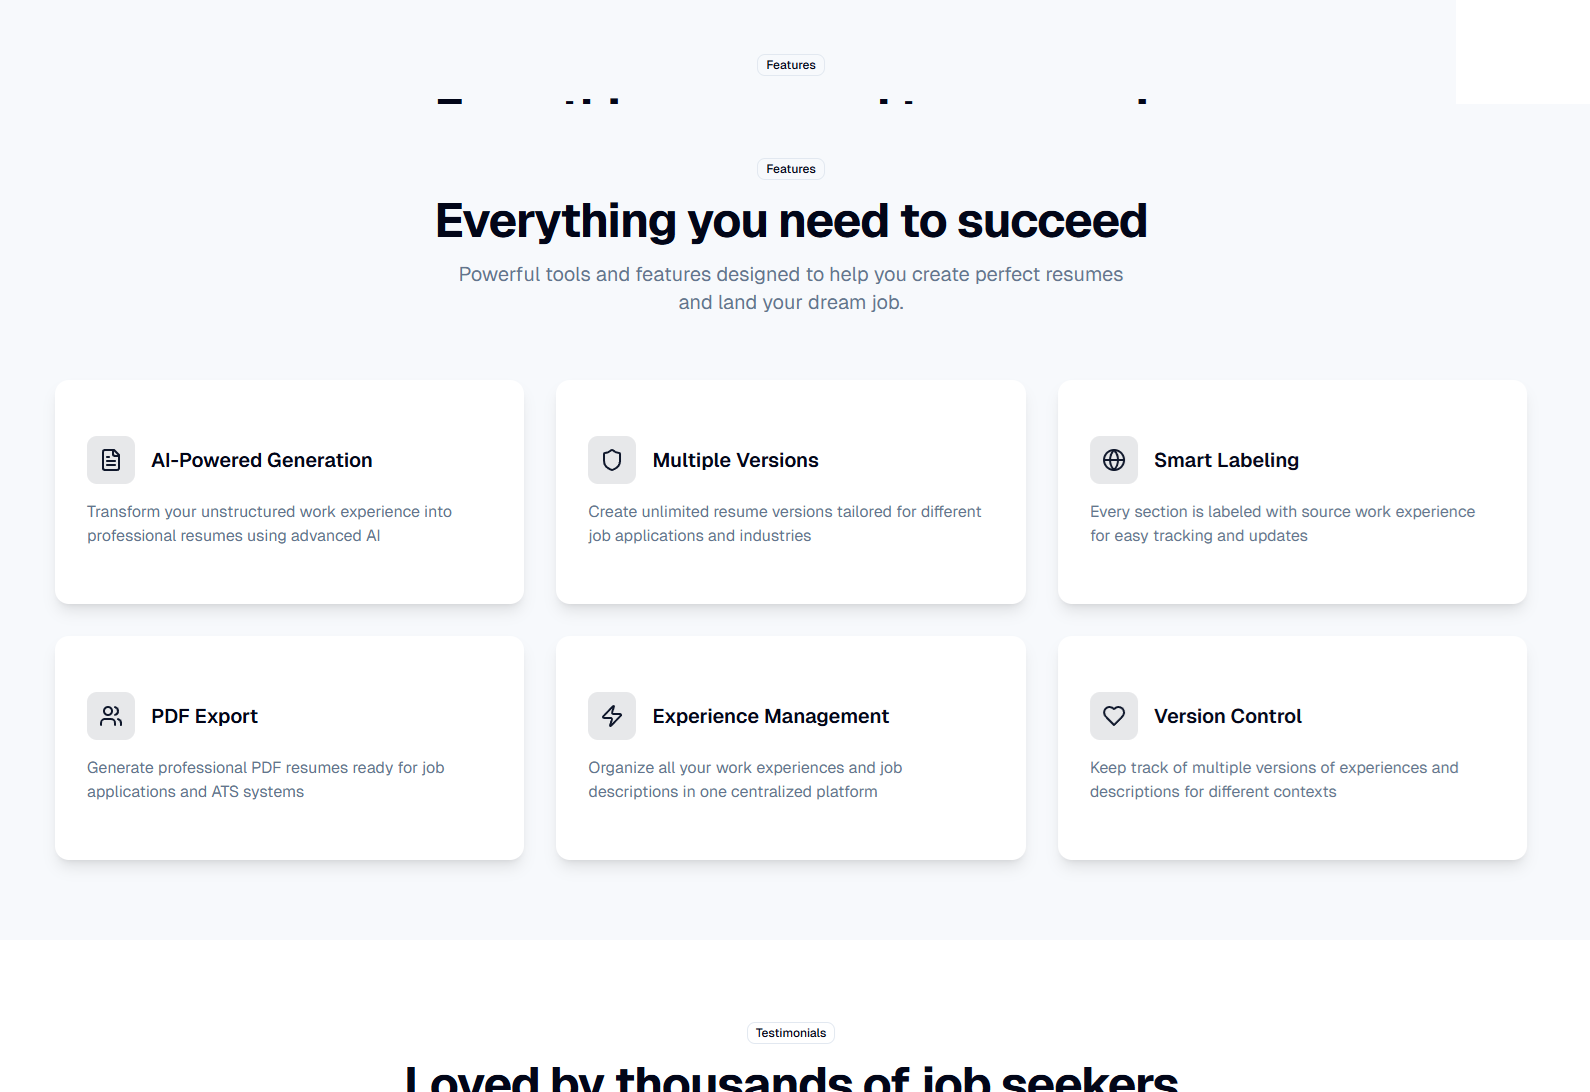 Features
Features
Everything you need to succeed
Powerful tools and features designed to help you create perfect resumes
and land your dream job.
AI-Powered Generation
Transform your unstructured work experience into
professional resumes using advanced AI
Multiple Versions
Create unlimited resume versions tailored for different
job applications and industries
Smart Labeling
Every section is labeled with source work experience
for easy tracking and updates
PDF Export
Generate professional PDF resumes ready for job
applications and ATS systems
Experience Management
Organize all your work experiences and job
descriptions in one centralized platform
Version Control
Keep track of multiple versions of experiences and
descriptions for different contexts
Testimonials
Loved by thousands of job seekers